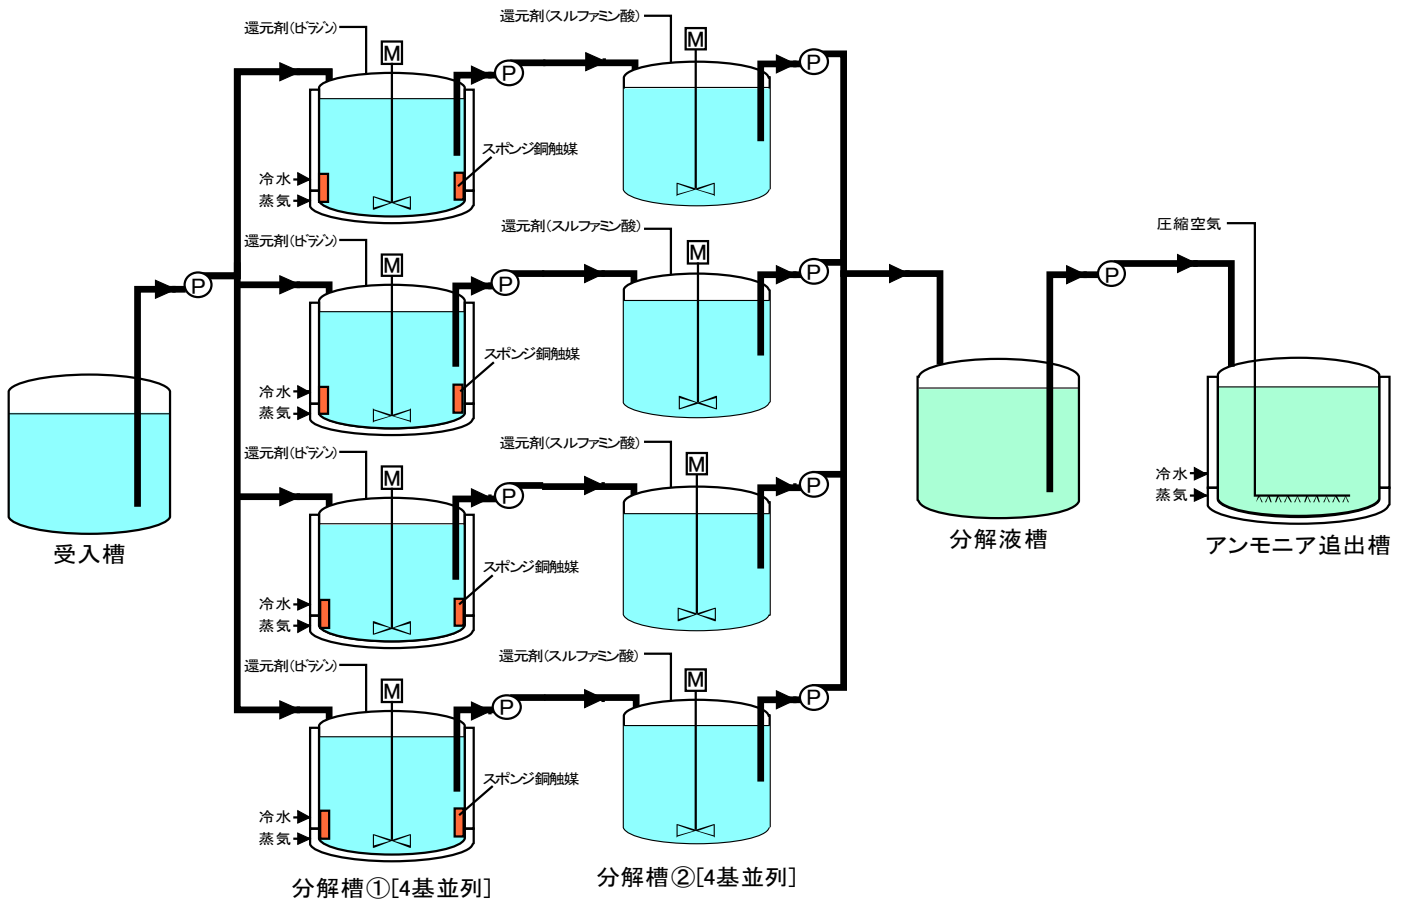 還元剤(ヒドラジン)
還元剤(スルファミン酸)
M
M
P
P
スポンジ銅触媒
冷水
蒸気
還元剤(ヒドラジン)
還元剤(スルファミン酸)
M
M
P
P
スポンジ銅触媒
冷水
蒸気
還元剤(ヒドラジン)
還元剤(スルファミン酸)
M
M
P
P
スポンジ銅触媒
冷水
蒸気
還元剤(ヒドラジン)
還元剤(スルファミン酸)
M
M
P
P
スポンジ銅触媒
冷水
蒸気
P
受入槽
分解槽①[4基並列]
分解槽②[4基並列]
P
分解液槽
圧縮空気
冷水
蒸気
アンモニア追出槽